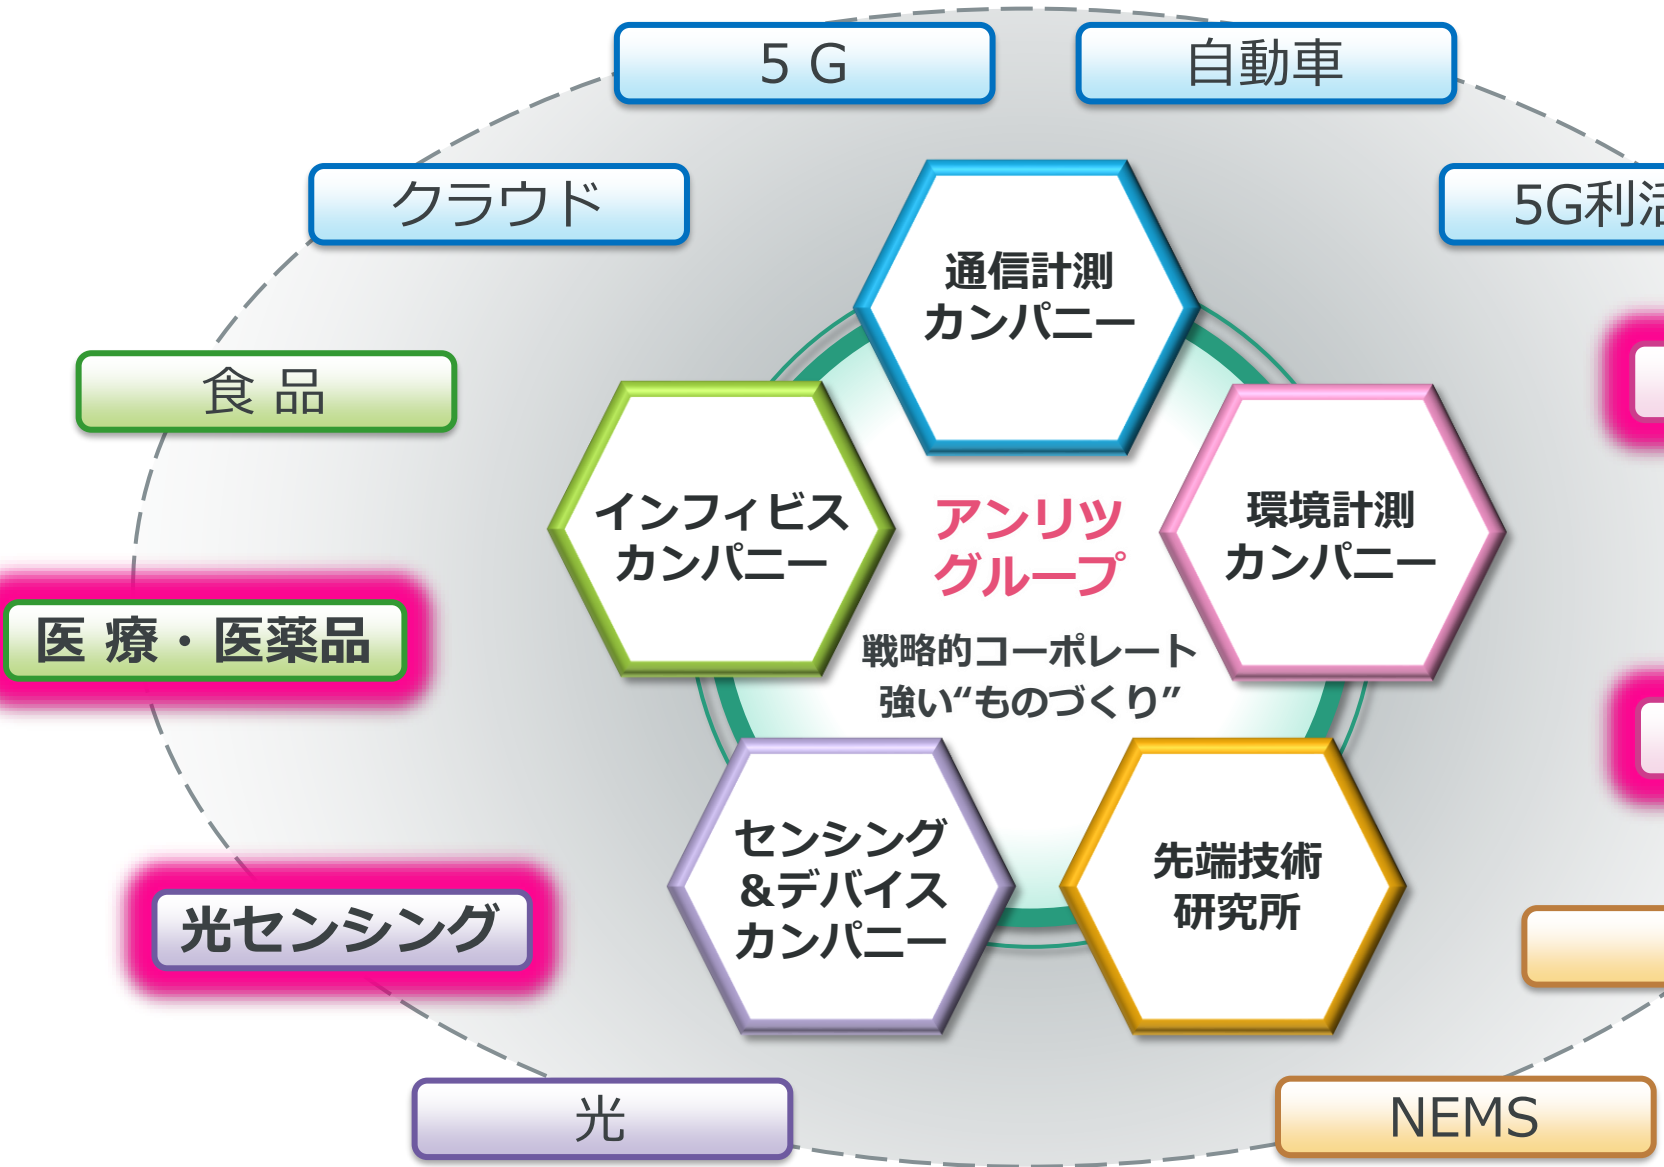 ５Ｇ
自動車
クラウド
5G利活
通信計測
カンパニー
食 品
インフィビス
カンパニー
アンリツ
グループ
環境計測
カンパニー
医 療・医薬品
戦略的コーポレート
強い“ものづくり”
センシング
&デバイス
カンパニー
先端技術
研究所
光センシング
光
NEMS